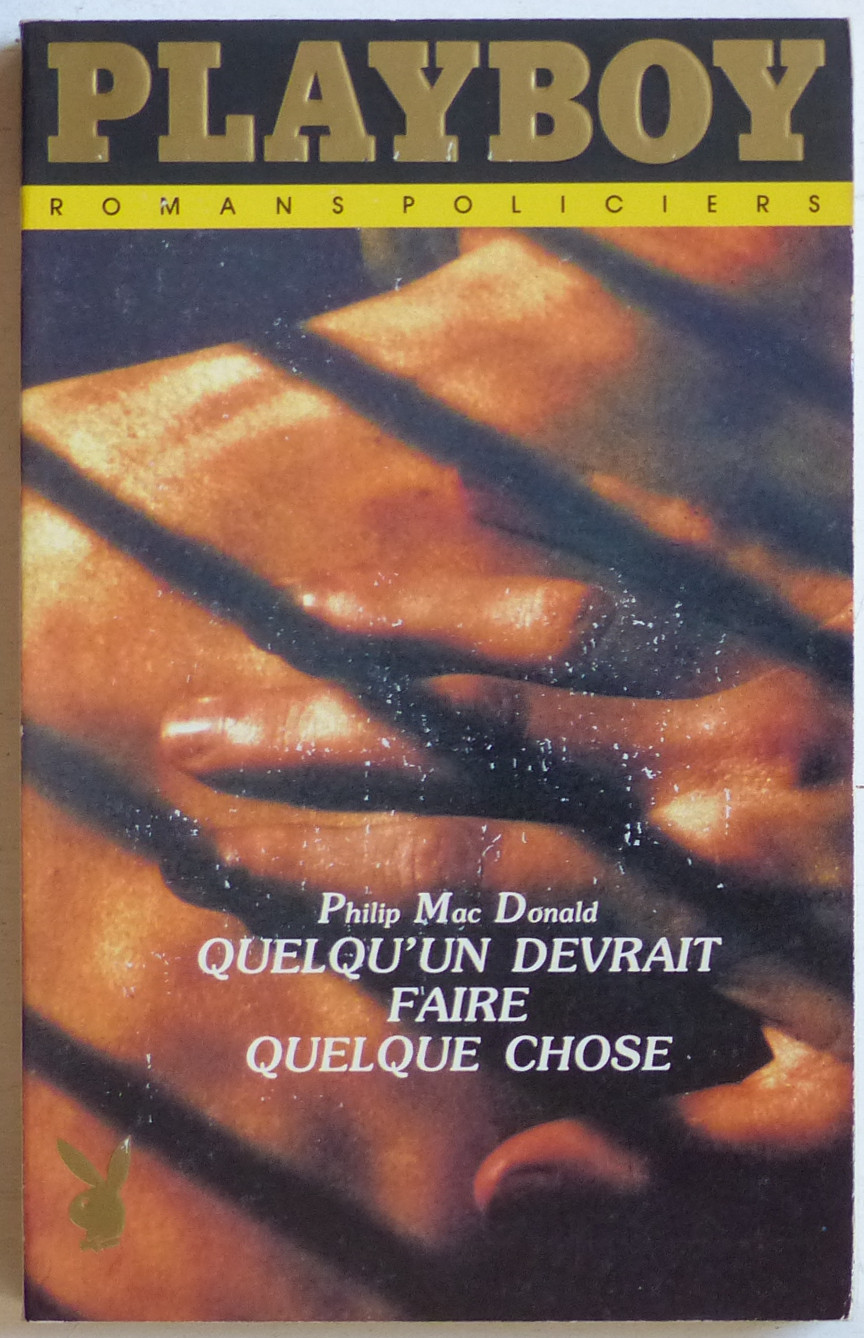 PLAYBOY
ROMANS POLICIERS
Philip Mac Donald
QUELQU'UN DEVRAIT
FAIRE
QUELQUE CHOSE